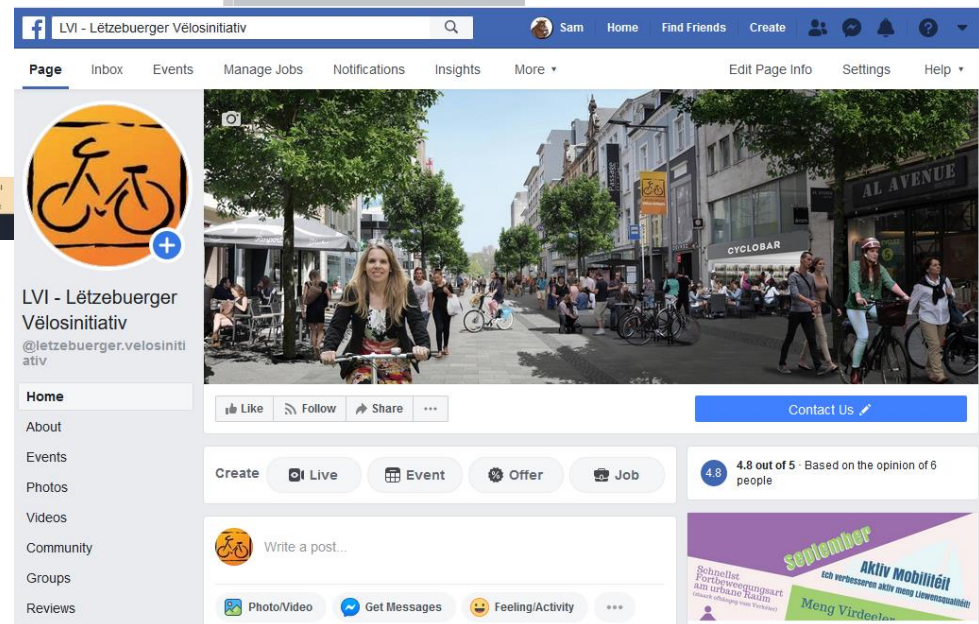 LVI - Lëtzebuerger Vëlosinitiativ
Sam Home Find Friends Create
Page Inbox Events Manage Jobs Notifications Insights More Edit Page Info Settings Help
Passage
AL AVENUE
CYCLOBAR
LVI - Lëtzebuerger
Vëlosinitiativ
@letzebuerger.velosiniti
ativ
Home
About
Events
Photos
Videos
Community
Groups
Reviews
Like Follow Share ...
Contact Us
Create Live Event Offer Job
4.8
4.8 out of 5 · Based on the opinion of 6
people
Write a post...
Photo/Video Get Messages Feeling/Activity ...
September
Aktiv Mobilitéit
Ech verbesseren aktiv meng Liewensqualitéit!
Schnellst
Fortbeweegungsart
am urbane Raum
Meng Virdeeler